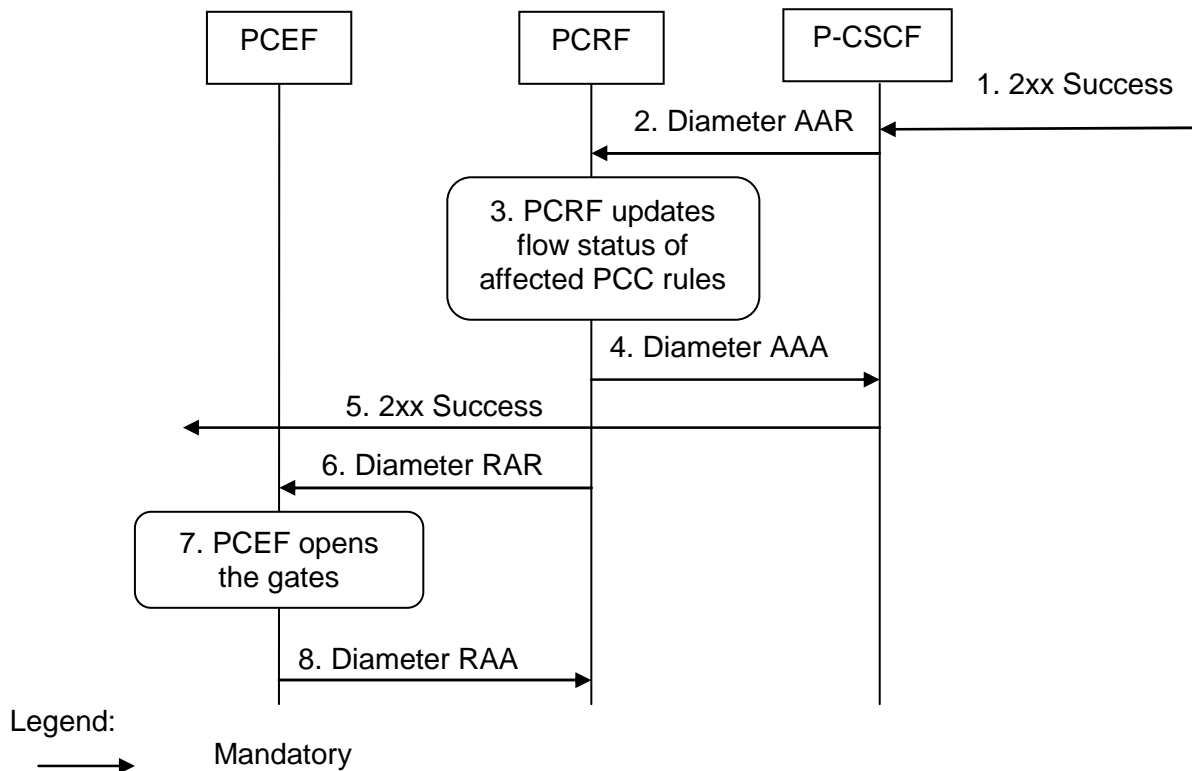 PCEF
PCRF
P-CSCF
1. 2xx Success
2. Diameter AAR
3. PCRF updates
flow status of
affected PCC rules
4. Diameter AAA
5. 2xx Success
6. Diameter RAR
7. PCEF opens
the gates
8. Diameter RAA
Legend:
Mandatory